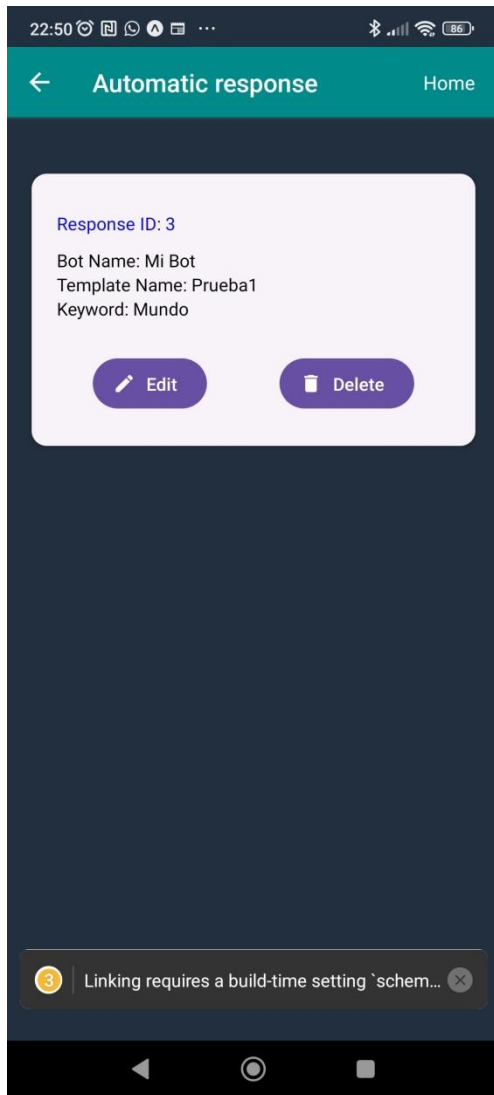 22:50
86
Automatic response
Home
Response ID: 3
Bot Name: Mi Bot
Template Name: Prueba1
Keyword: Mundo
Edit
Delete
3
Linking requires a build-time setting `schem...